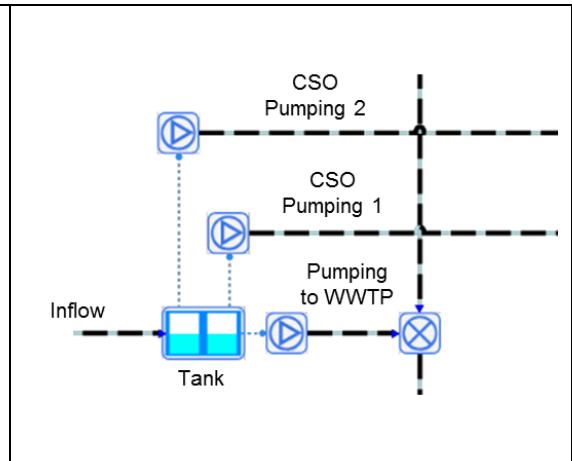 CSO
Pumping 2
CSO
Pumping 1
Pumping
to WWTP
Inflow
Tank